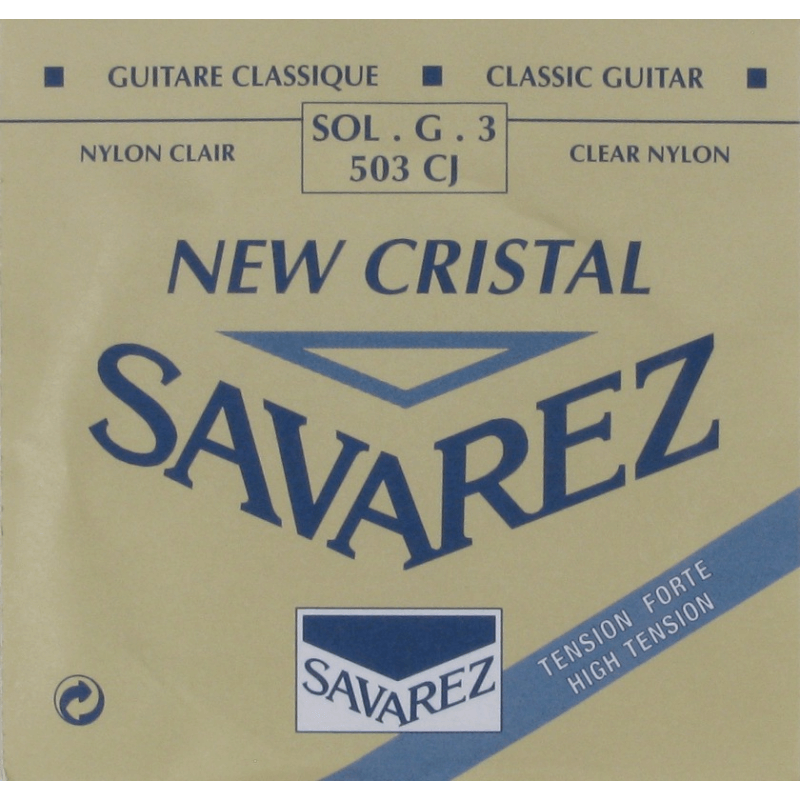 GUITARE CLASSIQUE
CLASSIC GUITAR
SOL . G . 3
503 CJ
NYLON CLAIR
CLEAR NYLON
NEW CRISTAL
SAVAREZ
TENSION FORTE
HIGH TENSION
SAVAREZ